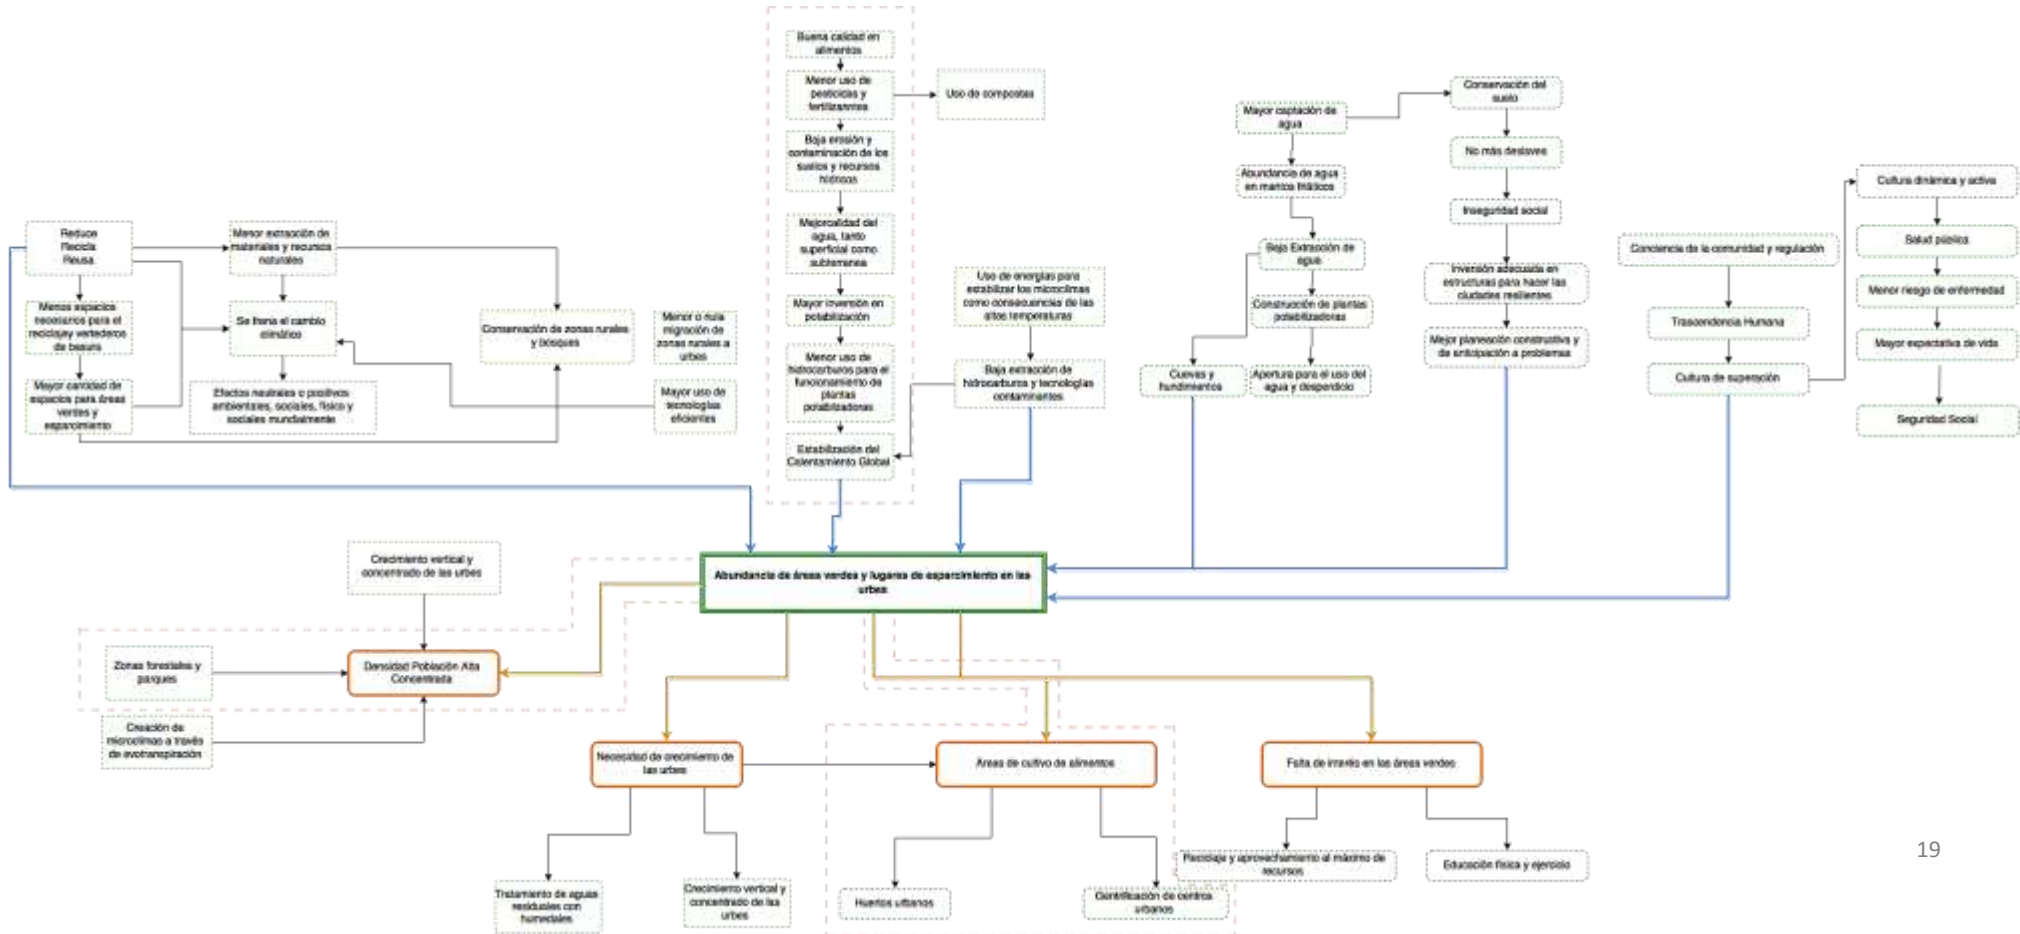 Buena calidad en
alimentos
Menor uso de
pesticidas y
fertilizantes
Uso de compostas
Baja erosión y
contaminación de los
suelos y recursos
hídricos
Mejorcalidad del
agua, tanto
superficial como
subterranea
Mayor inversión en
potabilización
Menor uso de
hidrocarburos para el
funcionamiento de
plantas
potabilizadoras
Estabilización del
Calentamiento Global
Uso de energías para
estabilizar los microclimas
como consecuencias de las
altas temperaturas
Baja extracción de
hidrocarburos y tecnologías
contaminantes
Reduce
Recicla
Reusa
Menor extracción de
materiales y recursos
naturales
Menos espacios
necesarios para el
reciclaje y vertederos
de basura
Se frena el cambio
climático
Mayor cantidad de
espacios para áreas
verdes y
esparcimiento
Efectos neutrales o positivos
ambientales, sociales, físico y
sociales mundialmente
Conservación de zonas rurales
y bosques
Menor o nula
migración de
zonas rurales a
urbes
Mayor uso de
tecnologías
eficientes
Mayor captación de
agua
Abundancia de agua
en mantos friáticos
Baja Extracción de
agua
Construcción de plantas
potabilizadoras
Cuevas y
hundimientos
Apertura para el uso del
agua y desperdicio
Conservación del
suelo
No más deslaves
Inseguridad social
Inversión adecuada en
estructuras para hacer las
ciudades resilientes
Mejor planeación constructiva y
de anticipación a problemas
Conciencia de la comunidad y regulación
Trascendencia Humana
Cultura de superación
Cultura dinámica y activa
Salud pública
Menor riesgo de enfermedad
Mayor expectativa de vida
Seguridad Social
Abundancia de áreas verdes y lugares de esparcimiento en las
urbes
Crecimiento vertical y
concentrado de las urbes
Zonas forestales y
parques
Densidad Población Alta
Concentrada
Creación de
microclimas a través
de evotranspiración
Necesidad de crecimiento de
las urbes
Áreas de cultivo de alimentos
Falta de interés en las áreas verdes
Tratamiento de aguas
residuales con
humedales
Crecimiento vertical y
concentrado de las
urbes
Huertos urbanos
Gentrificación de centros
urbanos
Reciclaje y aprovechamiento al máximo de
recursos
Educación física y ejercicio
19